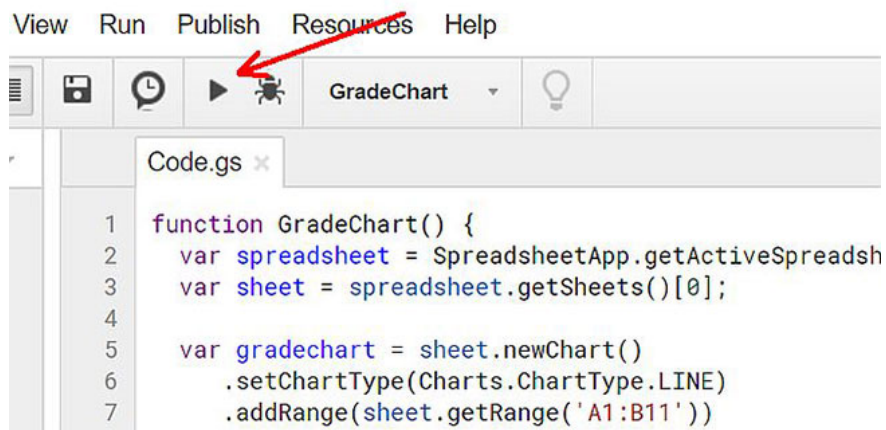 View Run Publish Resources Help
GradeChart
Code.gs
1 function GradeChart() {
2 var spreadsheet = SpreadsheetApp.getActiveSpreadsh
3 var sheet = spreadsheet.getSheets()[0];
4
5 var gradechart = sheet.newChart()
6 .setChartType(Charts.ChartType.LINE)
7 .addRange(sheet.getRange('A1:B11'))